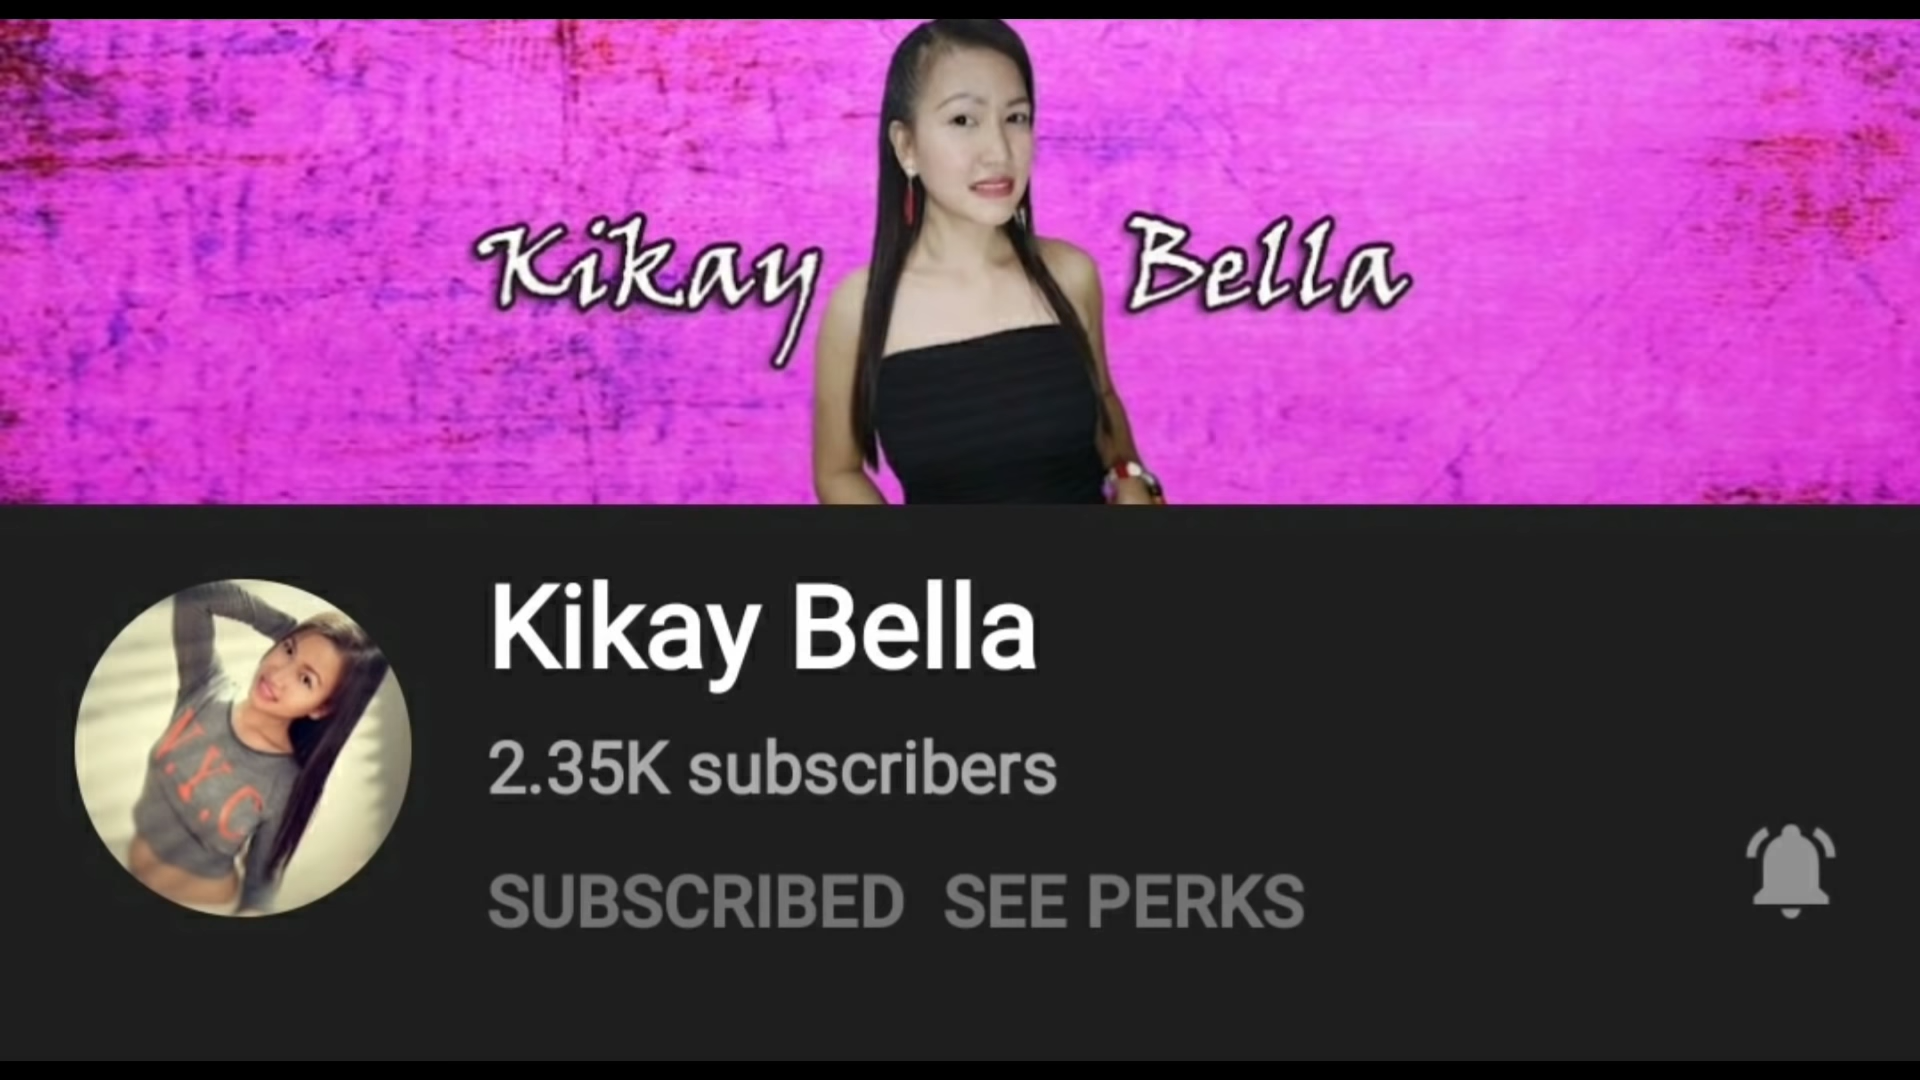 Kikay Bella
N.Y.C
Kikay Bella
2.35K subscribers
SUBSCRIBED SEE PERKS